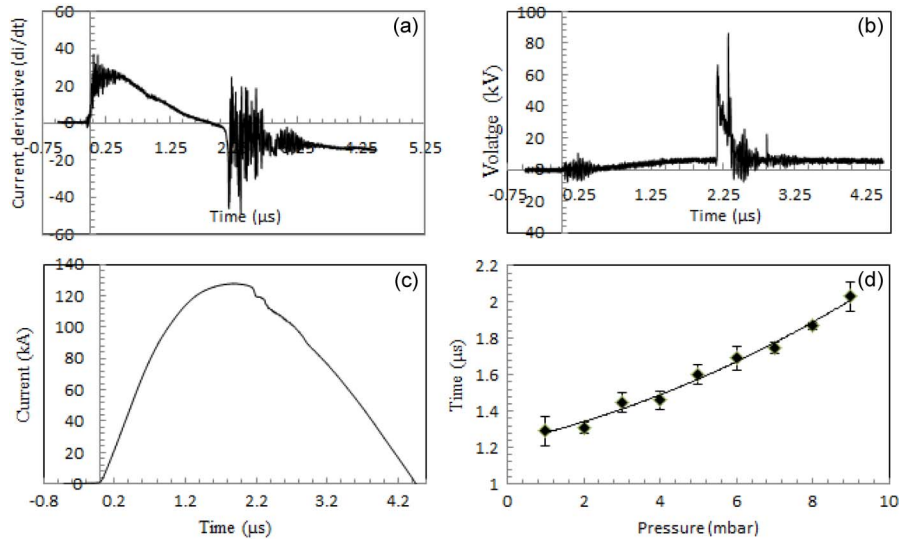 (a)
Current derivative (di/dt)
60
40
20
0
-20
-40
-60
-0.75 0.25 1.25 2.25 3.25 4.25 5.25
Time (µs)
(b)
Volatge (kV)
100
80
60
40
20
0
20
40
-0.75 0.25 1.25 2.25 3.25 4.25
Time (µs)
(c)
Current (kA)
140
120
100
80
60
40
20
0
-0.8 0.2 1.2 2.2 3.2 4.2
Time (µs)
(d)
Time (µs)
2.2
2
1.8
1.6
1.4
1.2
1
0 2 4 6 8 10
Pressure (mbar)